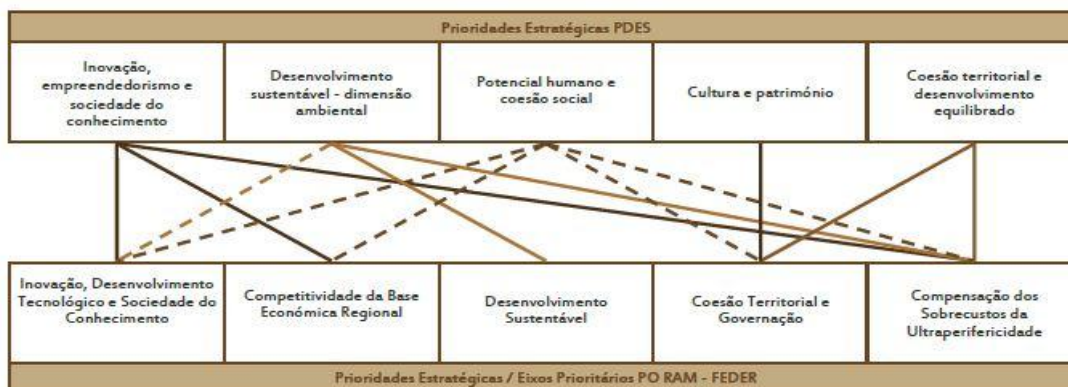 Prioridades Estratégicas PDES
Inovação,
empreendedorismo e
sociedade do
conhecimento
Desenvolvimento
sustentável - dimensão
ambiental
Potencial humano e
coesão social
Cultura e património
Coesão territorial e
desenvolvimento
equilibrado
Inovação, Desenvolvimento
Tecnológico e Sociedade do
Conhecimento
Competitividade da Base
Económica Regional
Desenvolvimento
Sustentável
Coesão Territorial e
Governação
Compensação dos
Sobrecustos da
Ultraperifericidade
Prioridades Estratégicas / Eixos Prioritários PO RAM - FEDER